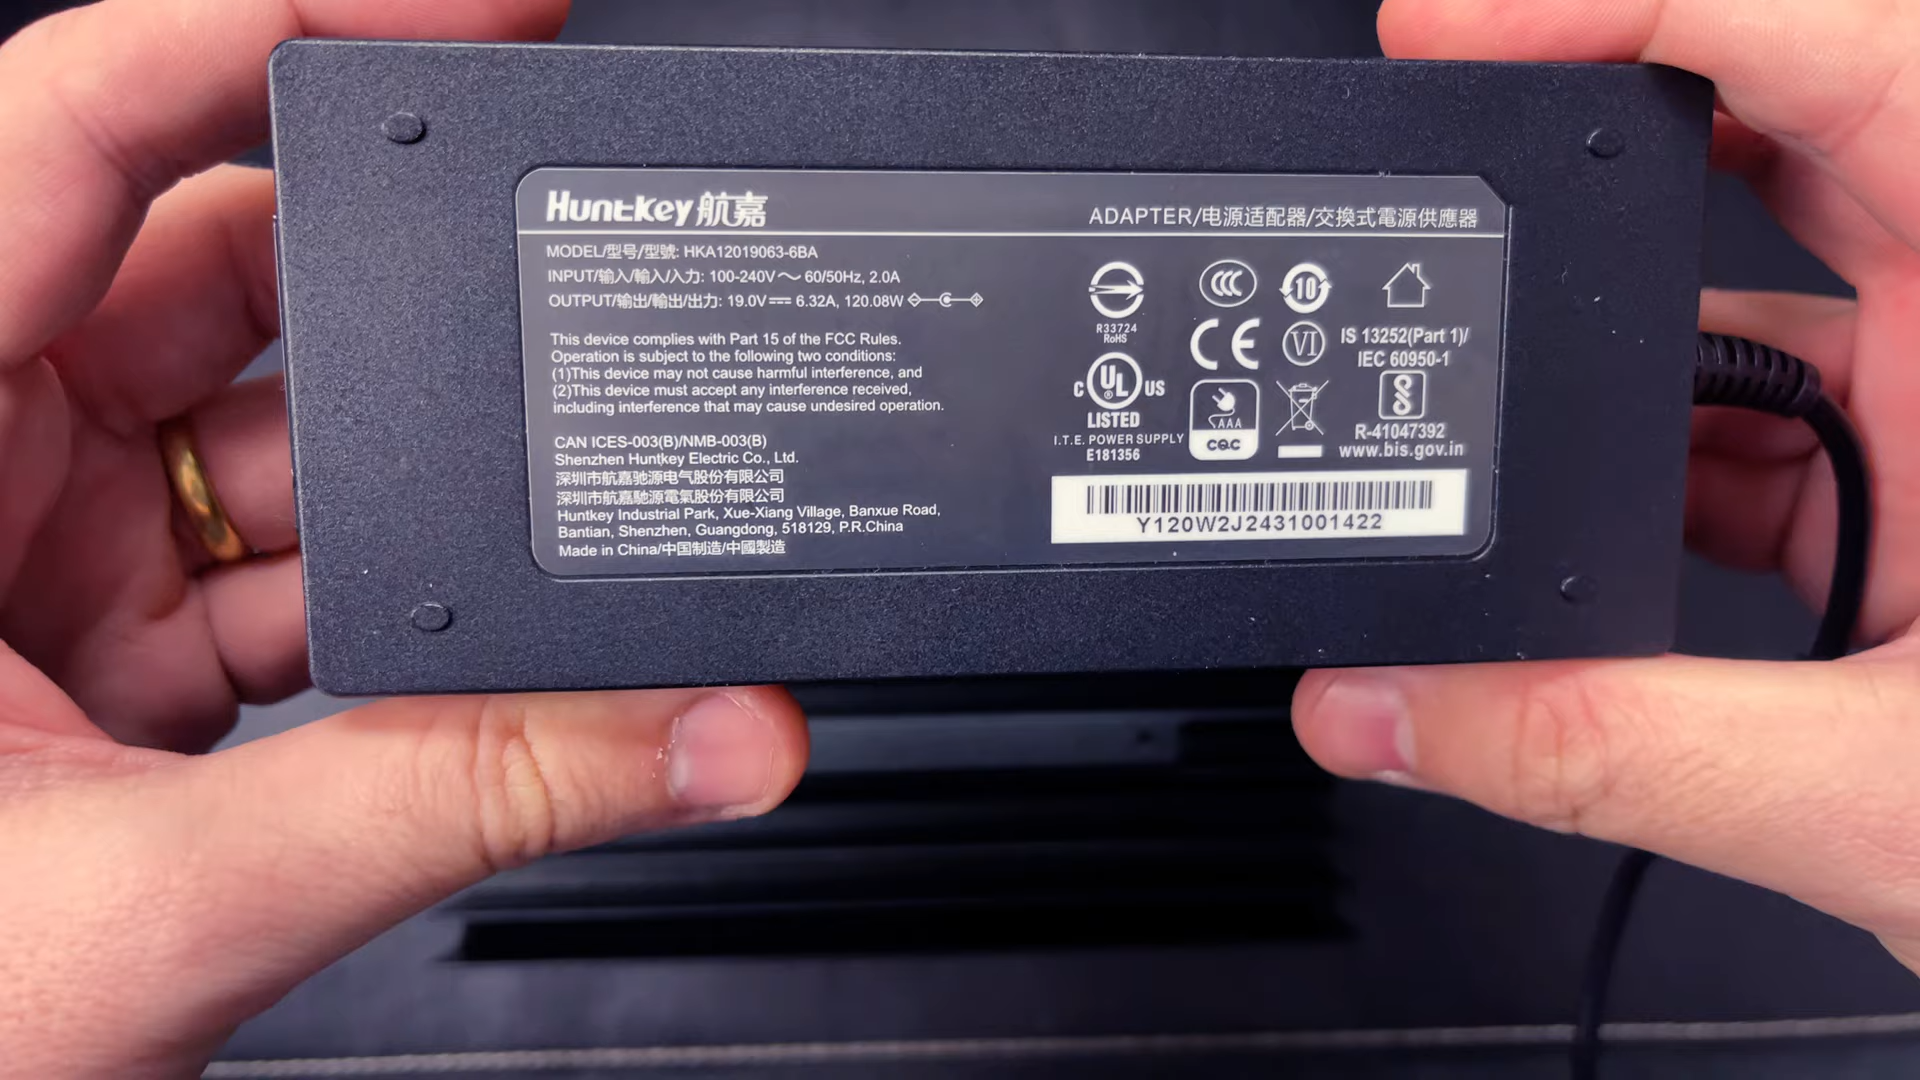 Huntkey 航嘉
ADAPTER/电源适配器/交換式電源供應器
MODEL/型号/型號: HKA12019063-6BA
INPUT/输入/輸入/入力: 100-240V～ 60/50Hz, 2.0A
OUTPUT/输出/輸出/出力: 19.0V⎓ 6.32A, 120.08W
This device complies with Part 15 of the FCC Rules.
Operation is subject to the following two conditions:
(1)This device may not cause harmful interference, and
(2)This device must accept any interference received,
including interference that may cause undesired operation.
CAN ICES-003(B)/NMB-003(B)
Shenzhen Huntkey Electric Co., Ltd.
深圳市航嘉驰源电气股份有限公司
深圳市航嘉馳源電氣股份有限公司
Huntkey Industrial Park, Xue-Xiang Village, Banxue Road,
Bantian, Shenzhen, Guangdong, 518129, P.R.China
Made in China/中国制造/中國製造
R33724
RoHS
C UL US
LISTED
I.T.E. POWER SUPPLY
E181356
CCC
10
CE
VI
AAA
CQC
IS 13252(Part 1)/
IEC 60950-1
R-41047392
www.bis.gov.in
Y120W2J2431001422